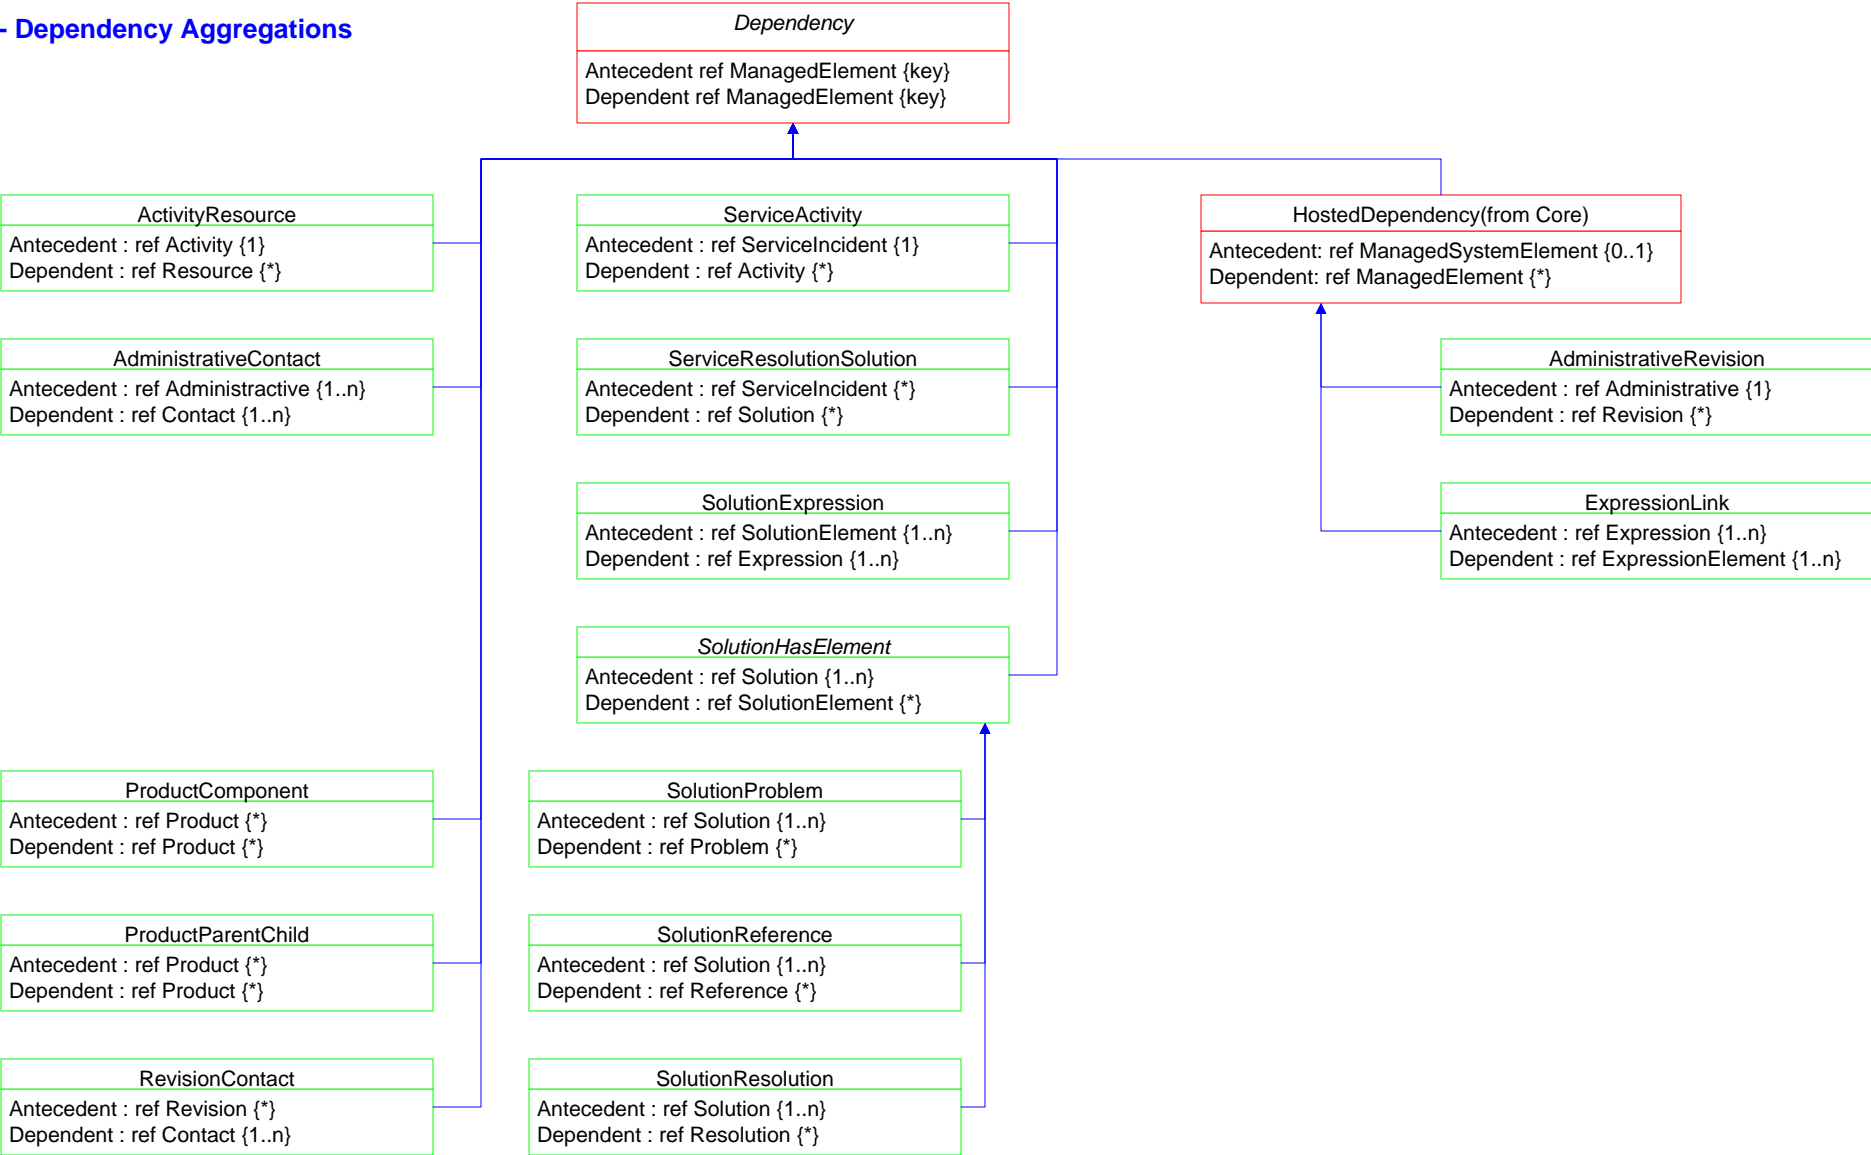 - Dependency Aggregations
Dependency
Antecedent ref ManagedElement {key}
Dependent ref ManagedElement {key}
ActivityResource
Antecedent : ref Activity {1}
Dependent : ref Resource {*}
ServiceActivity
Antecedent : ref ServiceIncident {1}
Dependent : ref Activity {*}
HostedDependency(from Core)
Antecedent: ref ManagedSystemElement {0..1}
Dependent: ref ManagedElement {*}
AdministrativeContact
Antecedent : ref Administractive {1..n}
Dependent : ref Contact {1..n}
ServiceResolutionSolution
Antecedent : ref ServiceIncident {*}
Dependent : ref Solution {*}
AdministrativeRevision
Antecedent : ref Administrative {1}
Dependent : ref Revision {*}
SolutionExpression
Antecedent : ref SolutionElement {1..n}
Dependent : ref Expression {1..n}
ExpressionLink
Antecedent : ref Expression {1..n}
Dependent : ref ExpressionElement {1..n}
SolutionHasElement
Antecedent : ref Solution {1..n}
Dependent : ref SolutionElement {*}
ProductComponent
Antecedent : ref Product {*}
Dependent : ref Product {*}
SolutionProblem
Antecedent : ref Solution {1..n}
Dependent : ref Problem {*}
ProductParentChild
Antecedent : ref Product {*}
Dependent : ref Product {*}
SolutionReference
Antecedent : ref Solution {1..n}
Dependent : ref Reference {*}
RevisionContact
Antecedent : ref Revision {*}
Dependent : ref Contact {1..n}
SolutionResolution
Antecedent : ref Solution {1..n}
Dependent : ref Resolution {*}